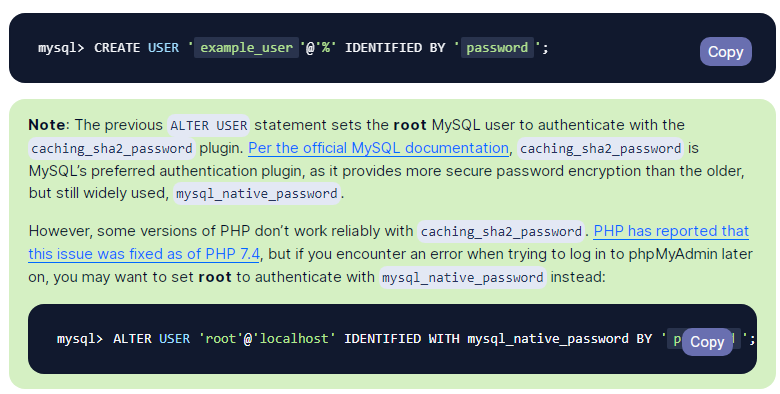 mysql> CREATE USER 'example_user'@'%' IDENTIFIED BY 'password';
Copy
Note: The previous ALTER USER statement sets the root MySQL user to authenticate with the
caching_sha2_password plugin. Per the official MySQL documentation, caching_sha2_password is
MySQL’s preferred authentication plugin, as it provides more secure password encryption than the older,
but still widely used, mysql_native_password.
However, some versions of PHP don’t work reliably with caching_sha2_password. PHP has reported that
this issue was fixed as of PHP 7.4, but if you encounter an error when trying to log in to phpMyAdmin later
on, you may want to set root to authenticate with mysql_native_password instead:
mysql> ALTER USER 'root'@'localhost' IDENTIFIED WITH mysql_native_password BY ' ';
Copy